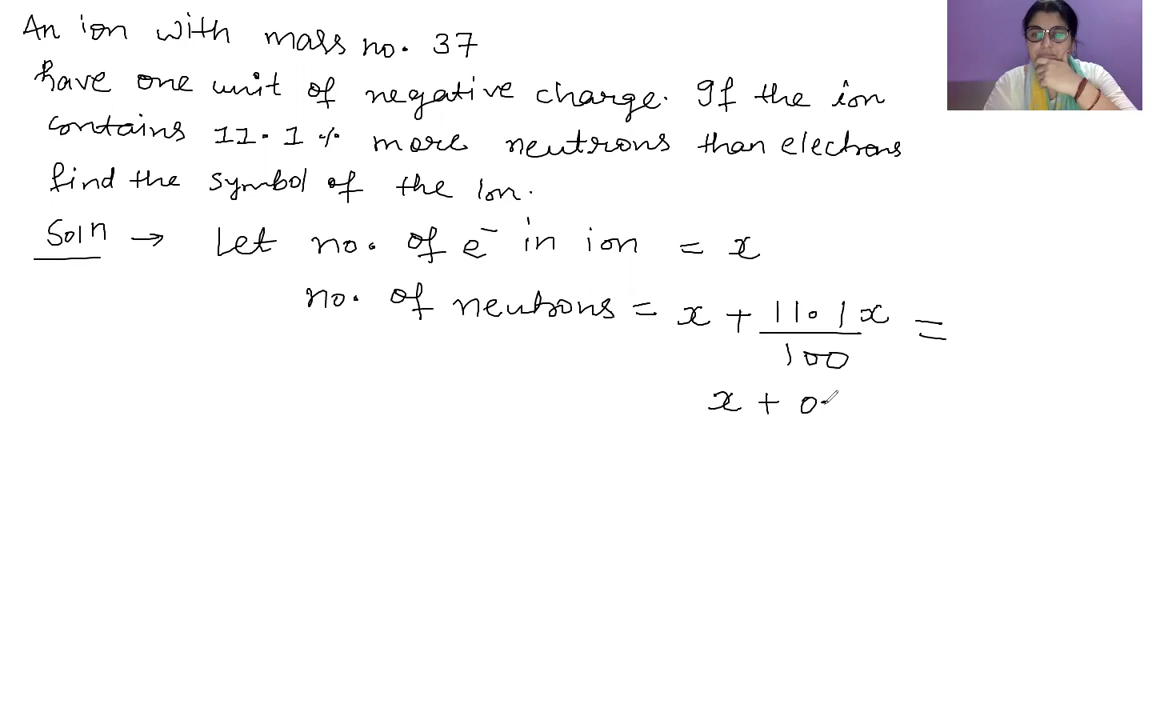 An ion with mass no. 37
have one unit of negative charge. If the ion
contains 11.1% more neutrons than electrons
find the symbol of the Ion.
Soln → Let no. of e⁻ in ion = x
no. of neutrons = x + 11.1x/100 =
x + 0.